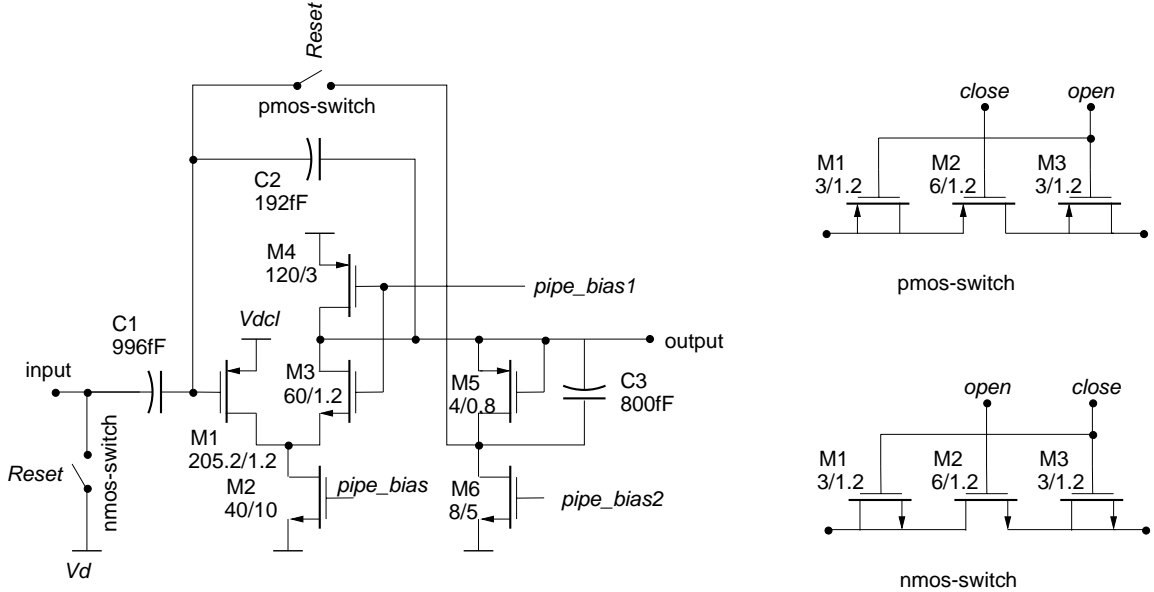 Reset
pmos-switch
C2
192fF
M4
120/3
pipe_bias1
Vdcl
C1
996fF
input
output
M3
60/1.2
M5
4/0.8
C3
800fF
M1
205.2/1.2
Reset
nmos-switch
M2
40/10
pipe_bias
M6
8/5
pipe_bias2
Vd
close
open
M1
3/1.2
M2
6/1.2
M3
3/1.2
pmos-switch
open
close
M1
3/1.2
M2
6/1.2
M3
3/1.2
nmos-switch